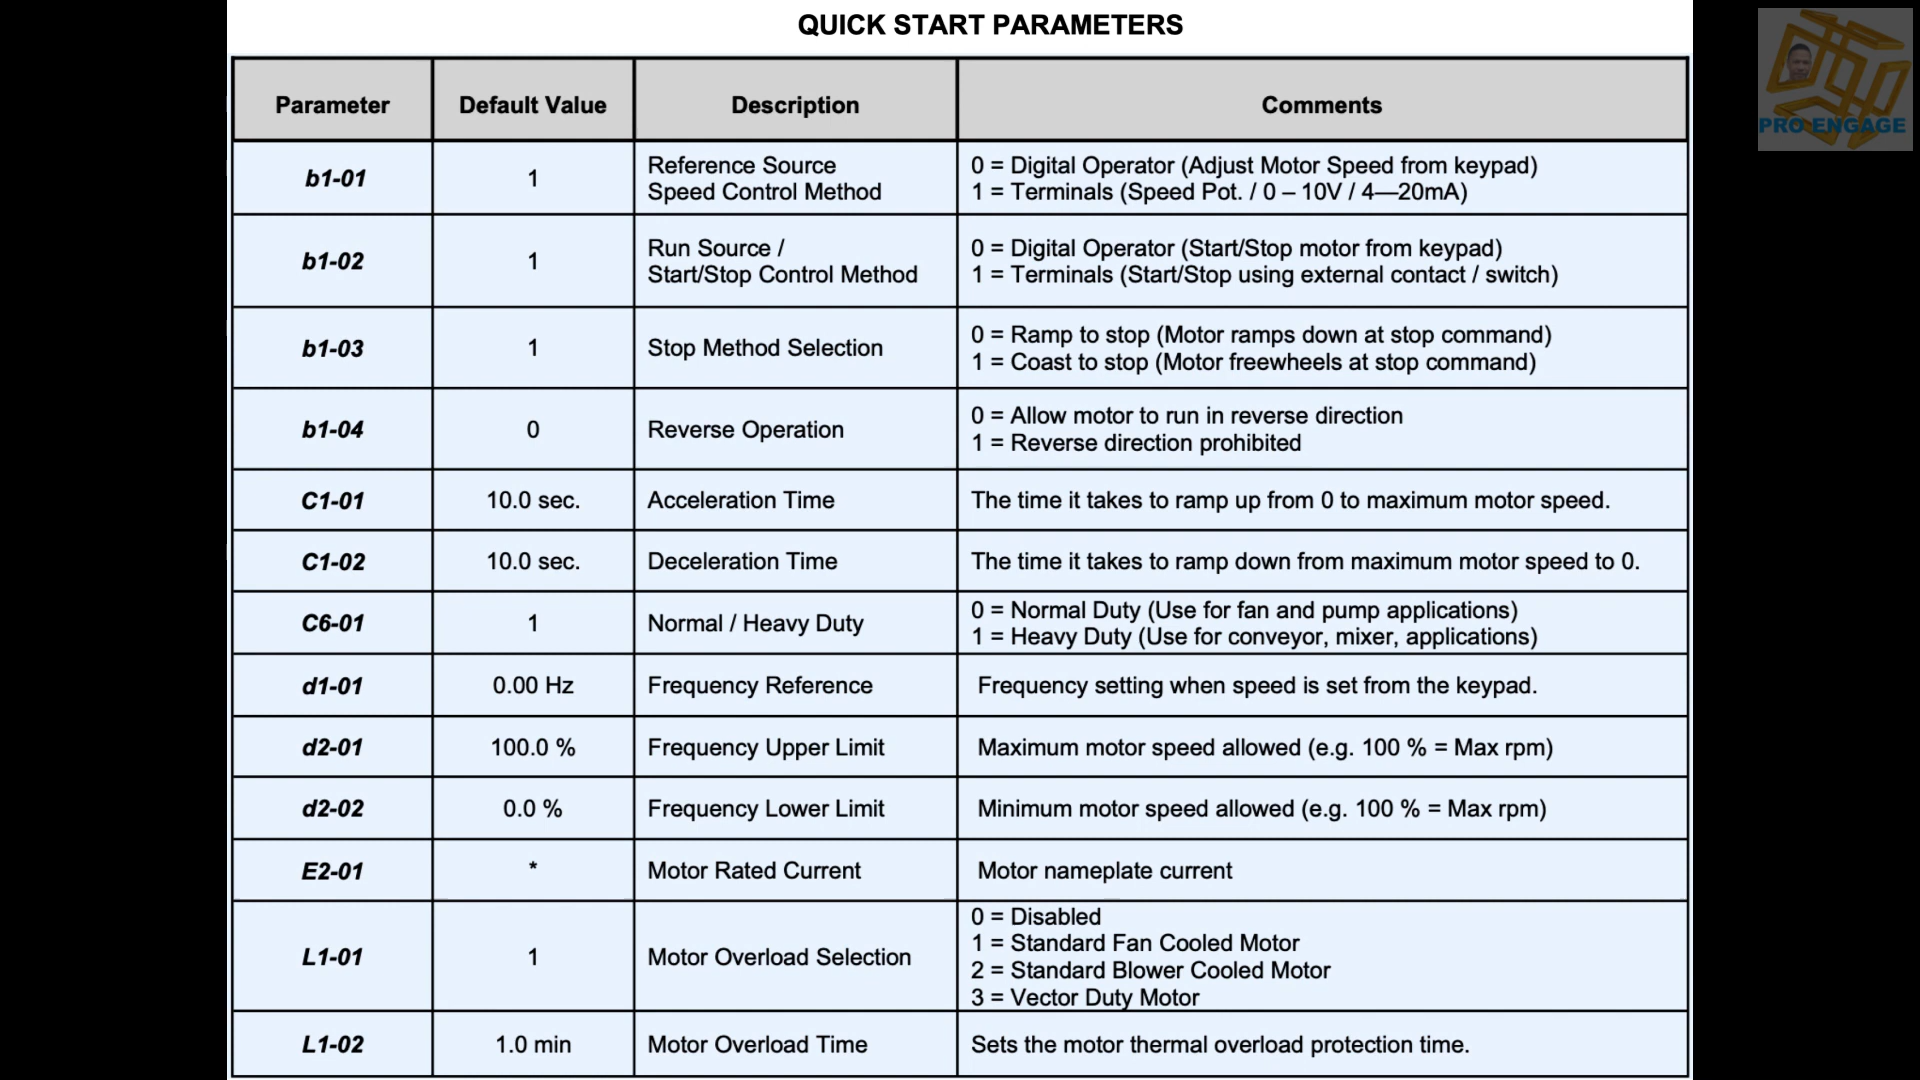 QUICK START PARAMETERS
PRO ENGAGE
Parameter Default Value Description Comments
b1-01 1 Reference Source 0 = Digital Operator (Adjust Motor Speed from keypad)
Speed Control Method 1 = Terminals (Speed Pot. / 0 – 10V / 4—20mA)
b1-02 1 Run Source / 0 = Digital Operator (Start/Stop motor from keypad)
Start/Stop Control Method 1 = Terminals (Start/Stop using external contact / switch)
b1-03 1 Stop Method Selection 0 = Ramp to stop (Motor ramps down at stop command)
1 = Coast to stop (Motor freewheels at stop command)
b1-04 0 Reverse Operation 0 = Allow motor to run in reverse direction
1 = Reverse direction prohibited
C1-01 10.0 sec. Acceleration Time The time it takes to ramp up from 0 to maximum motor speed.
C1-02 10.0 sec. Deceleration Time The time it takes to ramp down from maximum motor speed to 0.
C6-01 1 Normal / Heavy Duty 0 = Normal Duty (Use for fan and pump applications)
1 = Heavy Duty (Use for conveyor, mixer, applications)
d1-01 0.00 Hz Frequency Reference Frequency setting when speed is set from the keypad.
d2-01 100.0 % Frequency Upper Limit Maximum motor speed allowed (e.g. 100 % = Max rpm)
d2-02 0.0 % Frequency Lower Limit Minimum motor speed allowed (e.g. 100 % = Max rpm)
E2-01 * Motor Rated Current Motor nameplate current
L1-01 1 Motor Overload Selection 0 = Disabled
1 = Standard Fan Cooled Motor
2 = Standard Blower Cooled Motor
3 = Vector Duty Motor
L1-02 1.0 min Motor Overload Time Sets the motor thermal overload protection time.